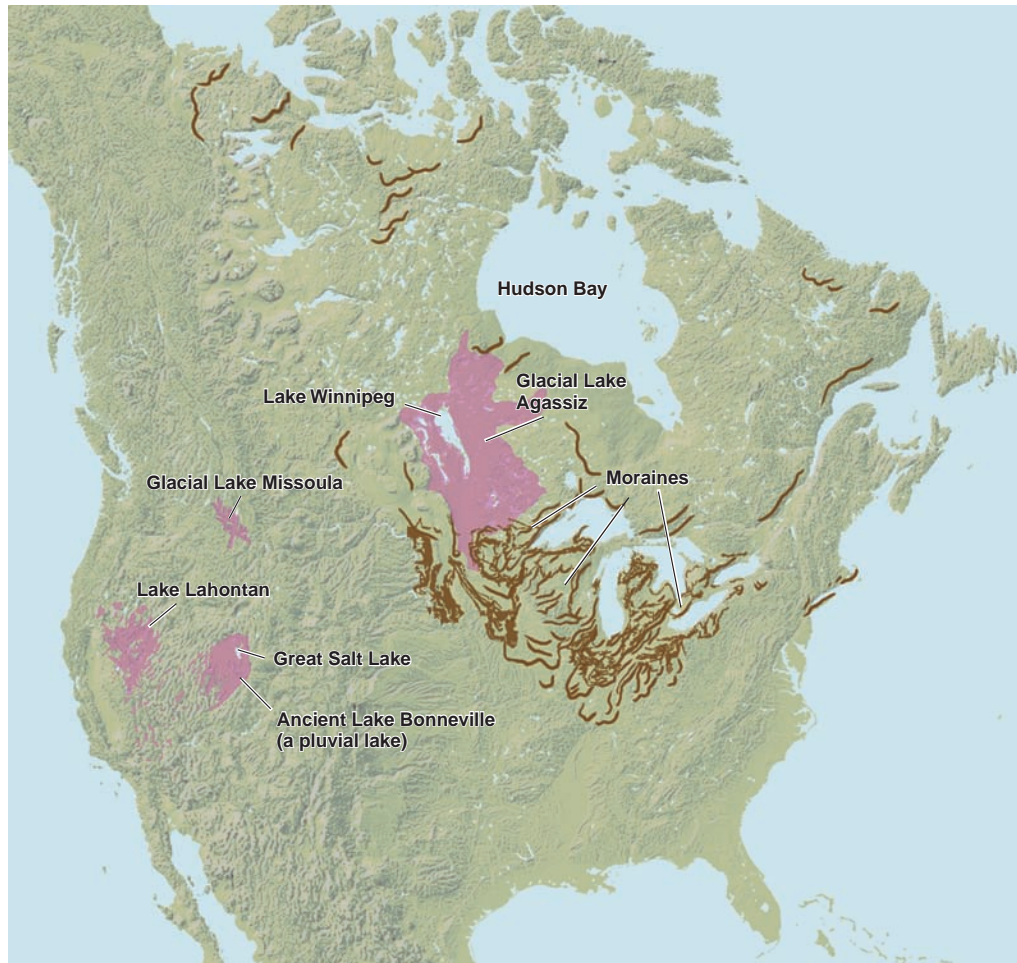 Hudson Bay
Glacial Lake
Agassiz
Lake Winnipeg
Moraines
Glacial Lake Missoula
Lake Lahontan
Great Salt Lake
Ancient Lake Bonneville
(a pluvial lake)